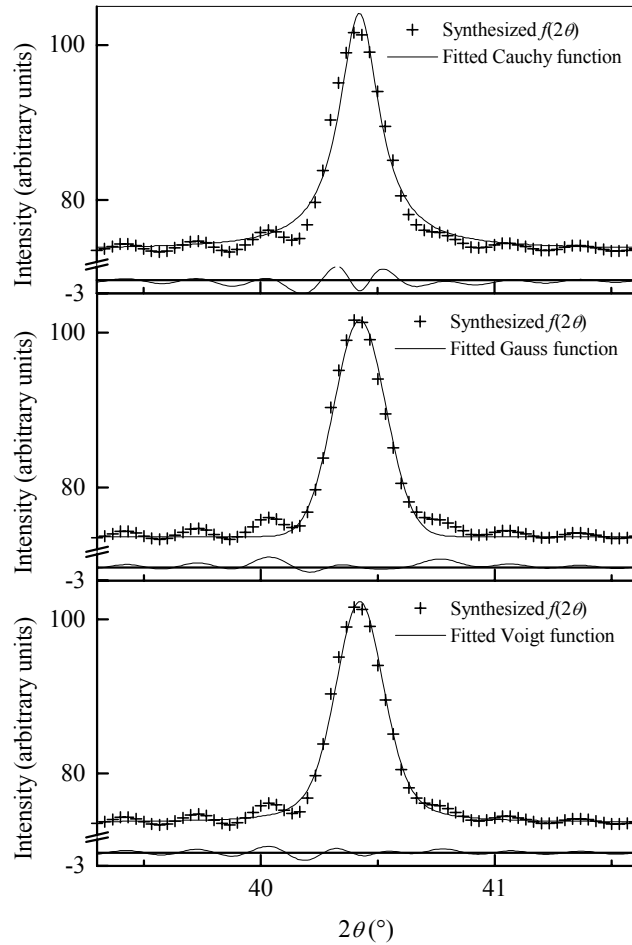 100
80
-3
Intensity (arbitrary units)
Synthesized f(2θ)
Fitted Cauchy function
100
80
-3
Intensity (arbitrary units)
Synthesized f(2θ)
Fitted Gauss function
100
80
-3
Intensity (arbitrary units)
Synthesized f(2θ)
Fitted Voigt function
40
41
2θ (°)